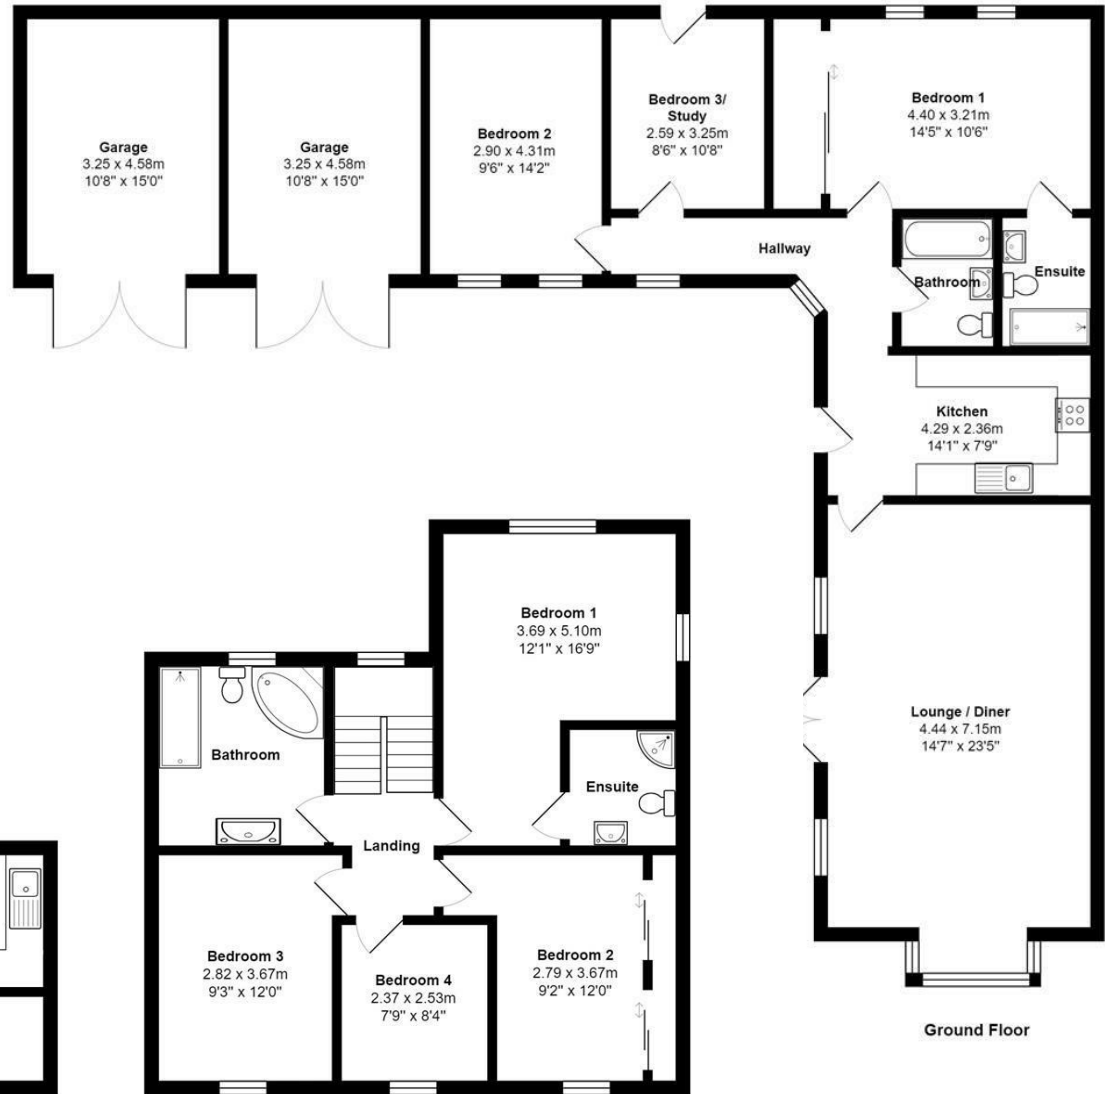 Garage
3.25 x 4.58m
10'8" x 15'0"
Garage
3.25 x 4.58m
10'8" x 15'0"
Bedroom 2
2.90 x 4.31m
9'6" x 14'2"
Bedroom 3/
Study
2.59 x 3.25m
8'6" x 10'8"
Bedroom 1
4.40 x 3.21m
14'5" x 10'6"
Hallway
Bathroom
Ensuite
Kitchen
4.29 x 2.36m
14'1" x 7'9"
Lounge / Diner
4.44 x 7.15m
14'7" x 23'5"
Ground Floor
Bedroom 1
3.69 x 5.10m
12'1" x 16'9"
Bathroom
Ensuite
Landing
Bedroom 3
2.82 x 3.67m
9'3" x 12'0"
Bedroom 4
2.37 x 2.53m
7'9" x 8'4"
Bedroom 2
2.79 x 3.67m
9'2" x 12'0"